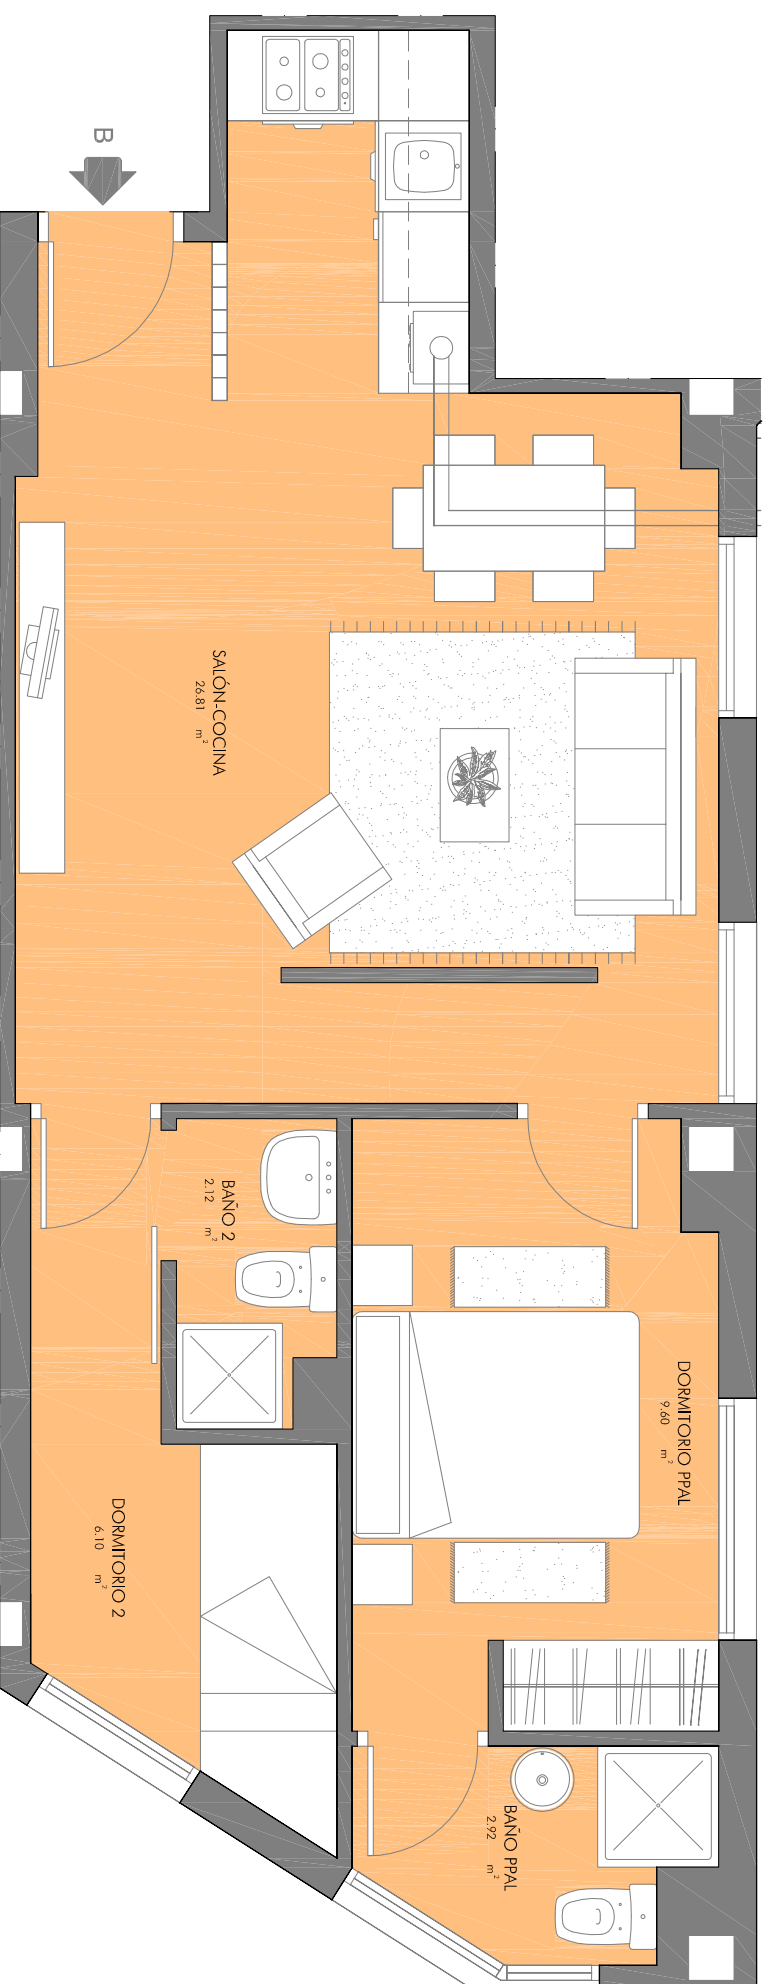 B
SALÓN-COCINA
26.81 m²
BAÑO 2
2.12 m²
DORMITORIO PPAL
9.60 m²
DORMITORIO 2
6.10 m²
BAÑO PPAL
2.92 m²